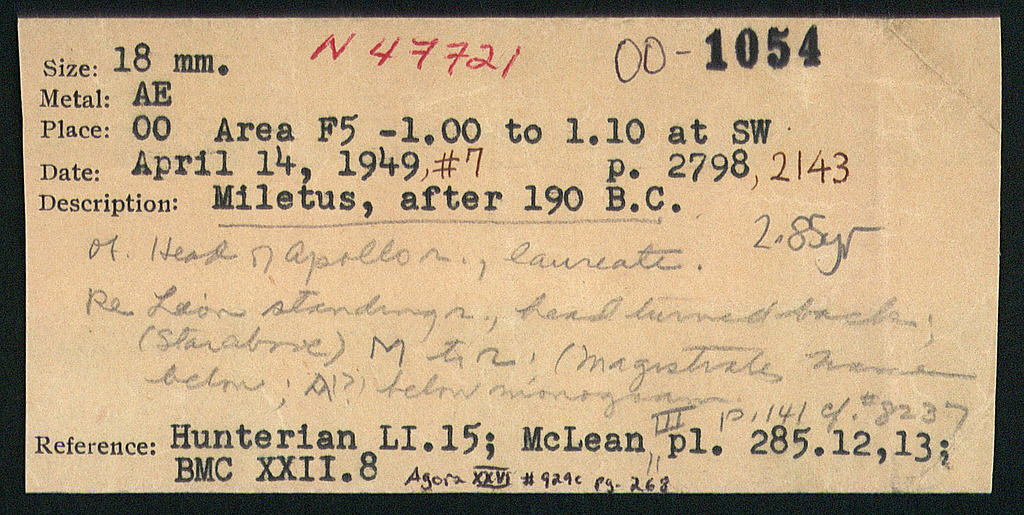 N 47721 00-1054
Size: 18 mm.
Metal: AE
Place: 00 Area F5 -1.00 to 1.10 at SW
Date: April 14, 1949, #7 p. 2798, 2143
Description: Miletus, after 190 B.C.
2.85gr
Head of Apollo r., laureate.
Re Lion standing r., head turned back;
(Star above) M to r. (Magistrate's name
below; A(?) below monogram
III p. 141 cf. #8237
Reference: Hunterian LI.15; McLean, pl. 285.12,13;
BMC XXII.8 Agora XXVI #929c pg. 268